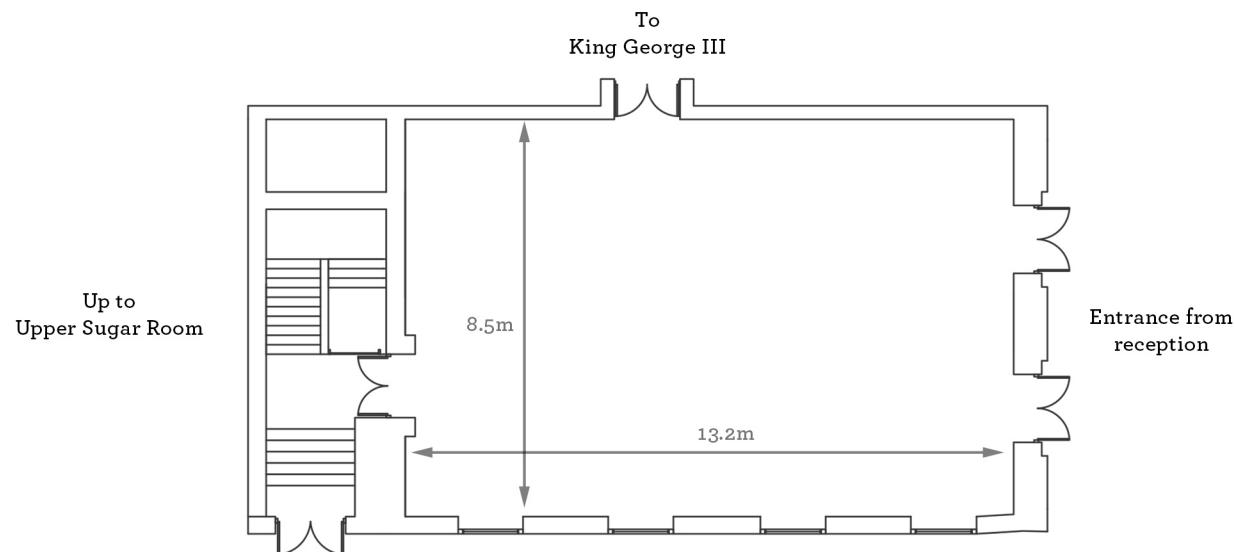 To
King George III
Up to
Upper Sugar Room
8.5m
Entrance from
reception
13.2m